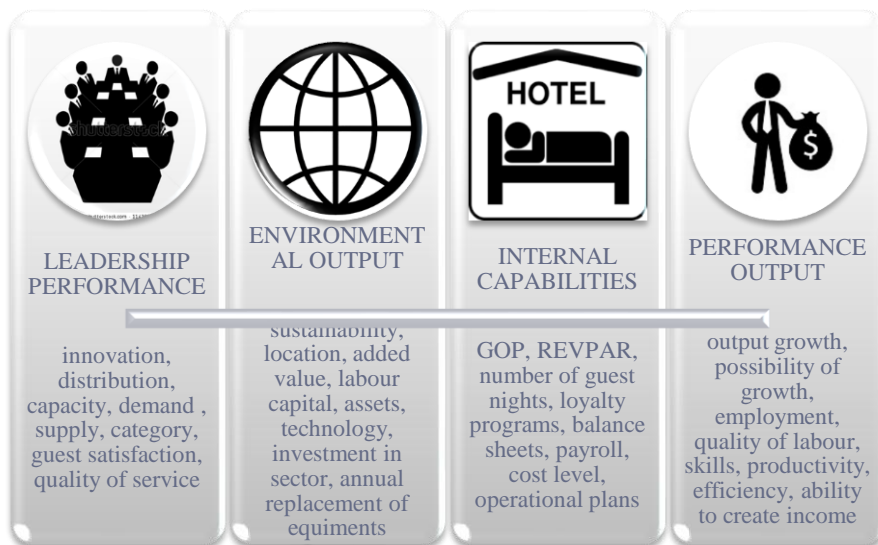 HOTEL
shutterstock
$
LEADERSHIP
PERFORMANCE
innovation,
distribution,
capacity, demand ,
supply, category,
guest satisfaction,
quality of service
ENVIRONMENT
AL OUTPUT
sustainability,
location, added
value, labour
capital, assets,
technology,
investment in
sector, annual
replacement of
equiments
INTERNAL
CAPABILITIES
GOP, REVPAR,
number of guest
nights, loyalty
programs, balance
sheets, payroll,
cost level,
operational plans
PERFORMANCE
OUTPUT
output growth,
possibility of
growth,
employment,
quality of labour,
skills, productivity,
efficiency, ability
to create income